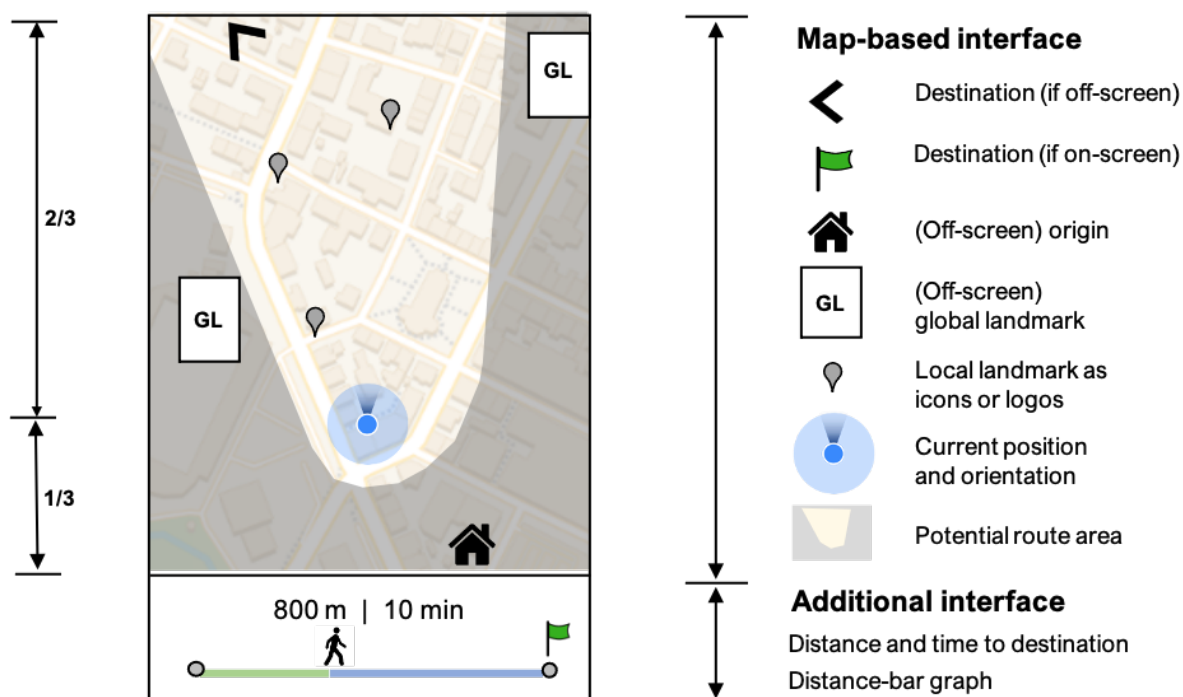 2/3
1/3
GL
GL
800 m | 10 min
Map-based interface
Destination (if off-screen)
Destination (if on-screen)
(Off-screen) origin
GL
(Off-screen)
global landmark
Local landmark as
icons or logos
Current position
and orientation
Potential route area
Additional interface
Distance and time to destination
Distance-bar graph